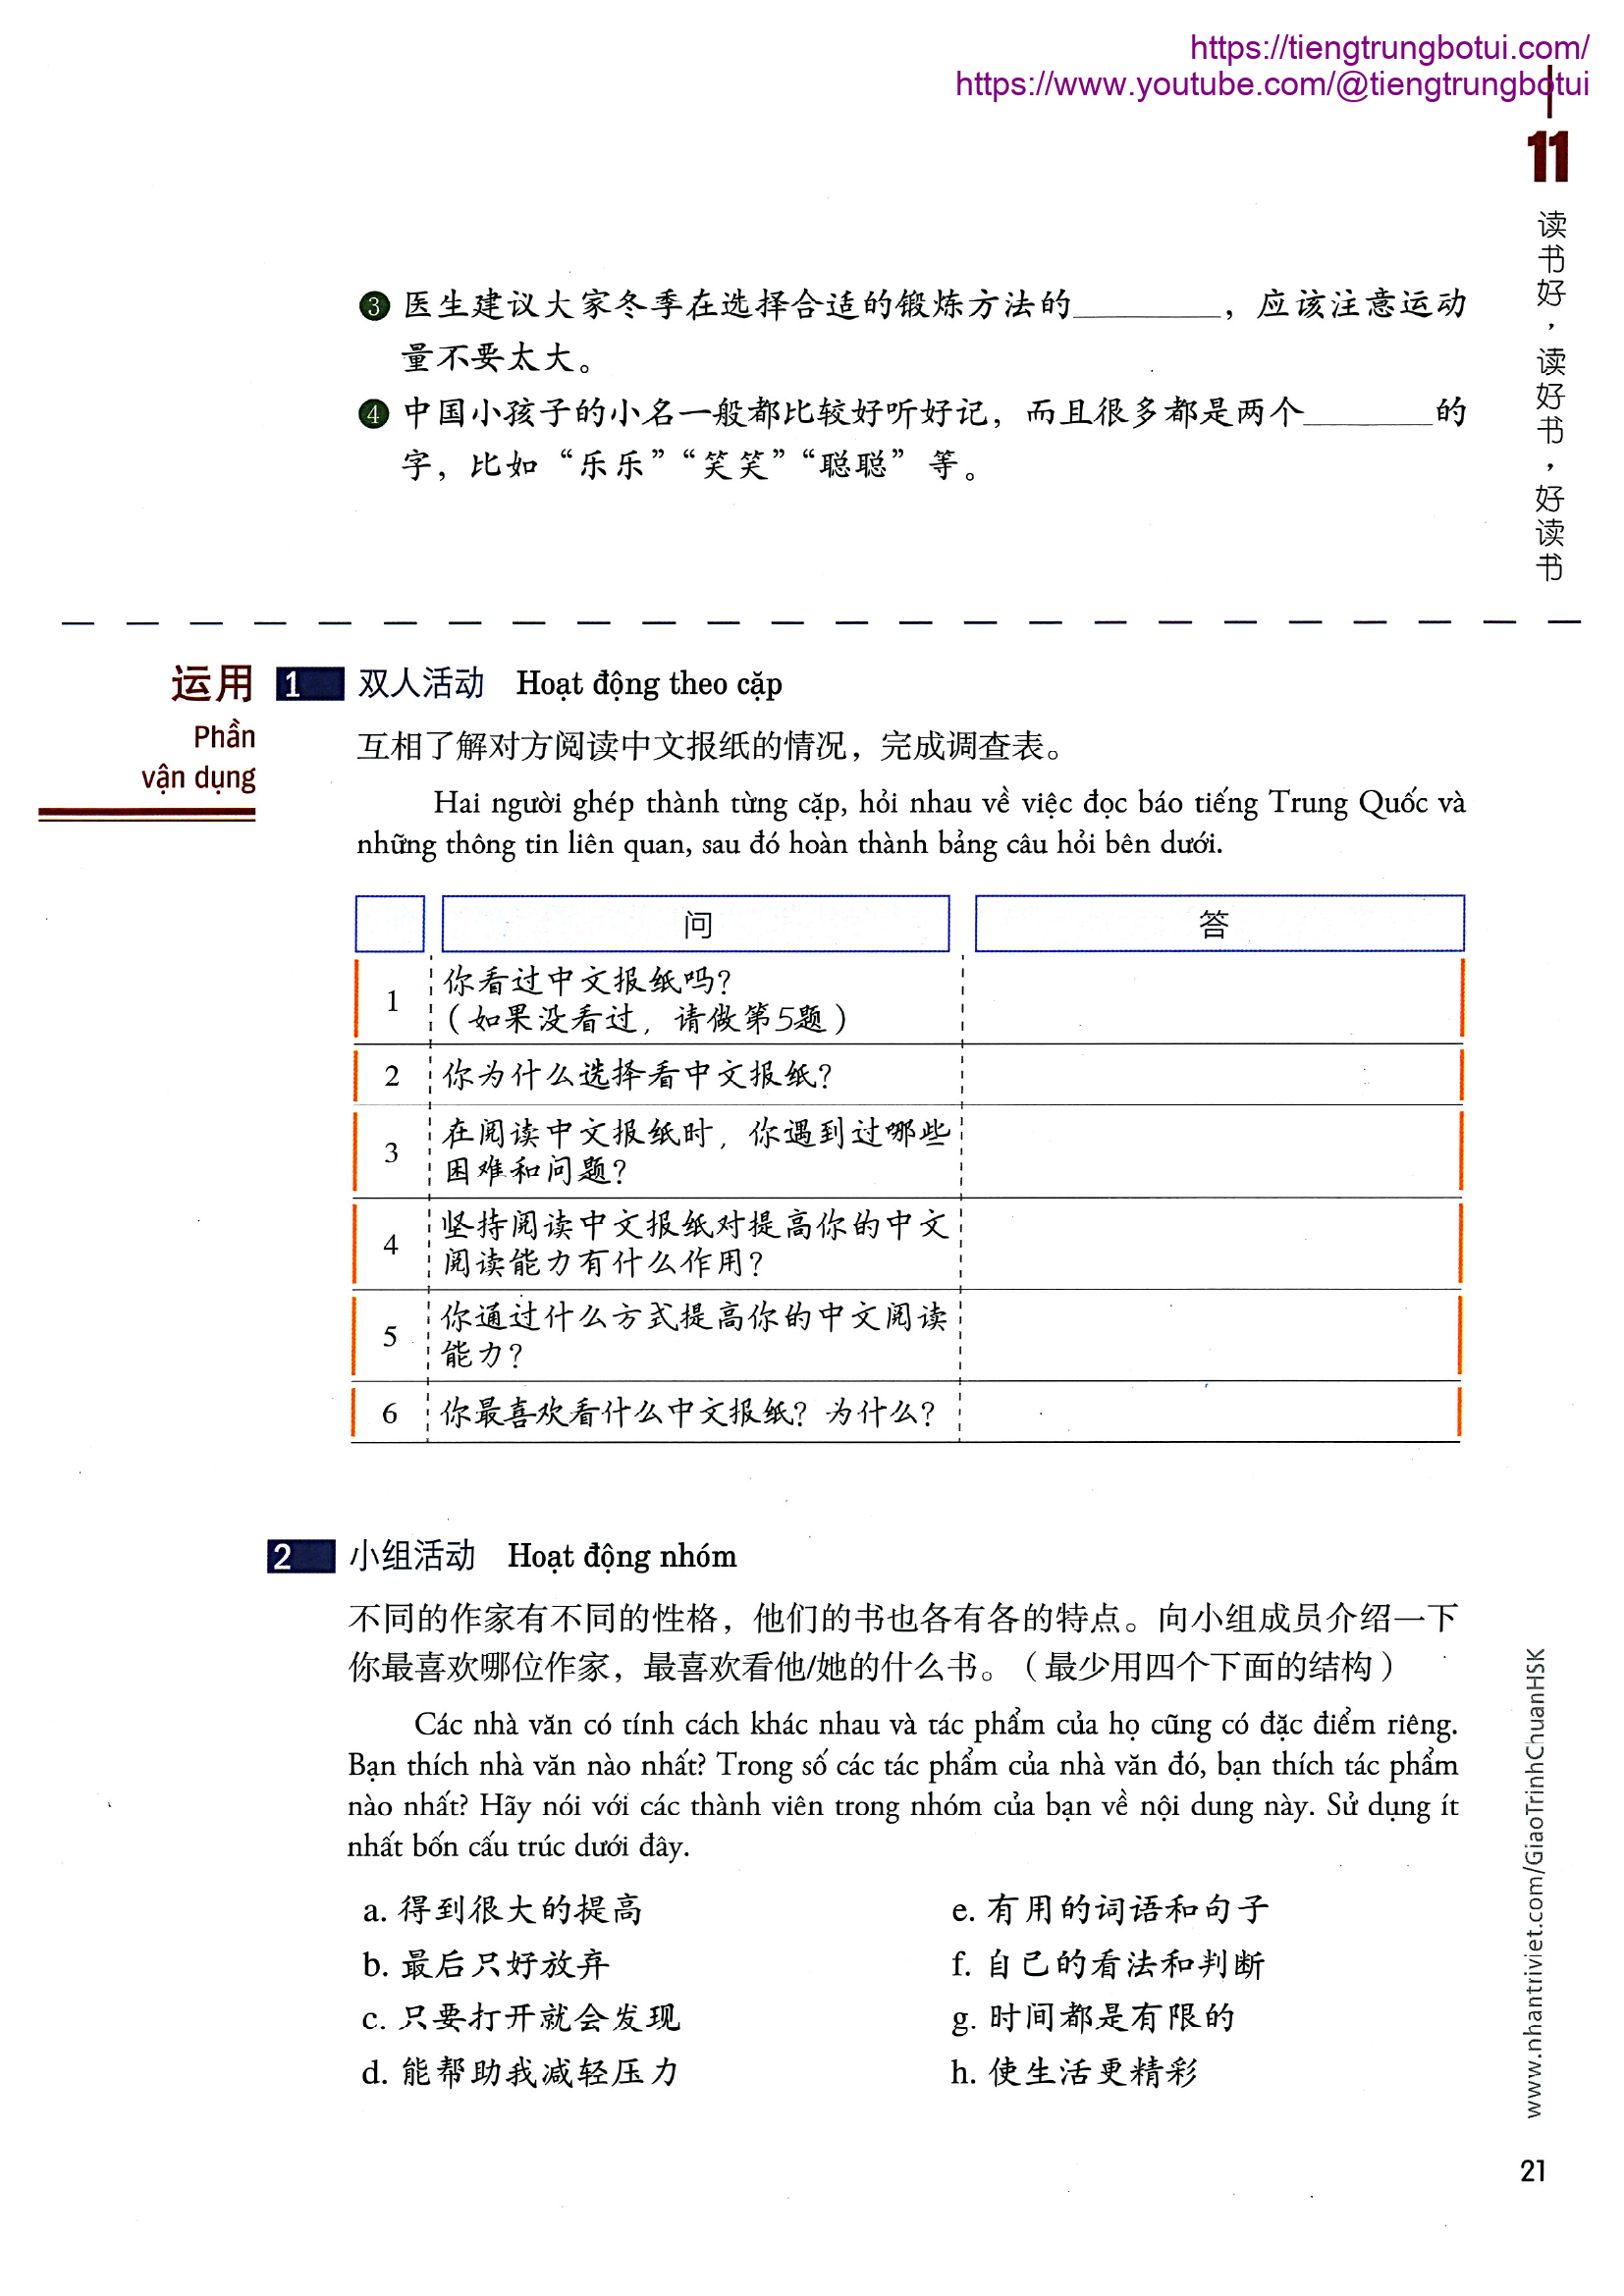 https://tiengtrungbotui.com/
https://www.youtube.com/@tiengtrungbotui
11
读书好，读好书，好读书
3 医生建议大家冬季在选择合适的锻炼方法的________，应该注意运动
量不要太大。
4 中国小孩子的小名一般都比较好听好记，而且很多都是两个_______的
字，比如“乐乐”“笑笑”“聪聪”等。
运用
Phần
vận dụng
1 双人活动 Hoạt động theo cặp
互相了解对方阅读中文报纸的情况，完成调查表。
Hai người ghép thành từng cặp, hỏi nhau về việc đọc báo tiếng Trung Quốc và
những thông tin liên quan, sau đó hoàn thành bảng câu hỏi bên dưới.
问 答
1 你看过中文报纸吗？
（如果没看过，请做第5题）
2 你为什么选择看中文报纸？
3 在阅读中文报纸时，你遇到过哪些
困难和问题？
4 坚持阅读中文报纸对提高你的中文
阅读能力有什么作用？
5 你通过什么方式提高你的中文阅读
能力？
6 你最喜欢看什么中文报纸？为什么？
2 小组活动 Hoạt động nhóm
不同的作家有不同的性格，他们的书也各有各的特点。向小组成员介绍一下
你最喜欢哪位作家，最喜欢看他/她的什么书。（最少用四个下面的结构）
Các nhà văn có tính cách khác nhau và tác phẩm của họ cũng có đặc điểm riêng.
Bạn thích nhà văn nào nhất? Trong số các tác phẩm của nhà văn đó, bạn thích tác phẩm
nào nhất? Hãy nói với các thành viên trong nhóm của bạn về nội dung này. Sử dụng ít
nhất bốn cấu trúc dưới đây.
a. 得到很大的提高
b. 最后只好放弃
c. 只要打开就会发现
d. 能帮助我减轻压力
e. 有用的词语和句子
f. 自己的看法和判断
g. 时间都是有限的
h. 使生活更精彩
www.nhantriviet.com/GiaoTrinhChuanHSK
21